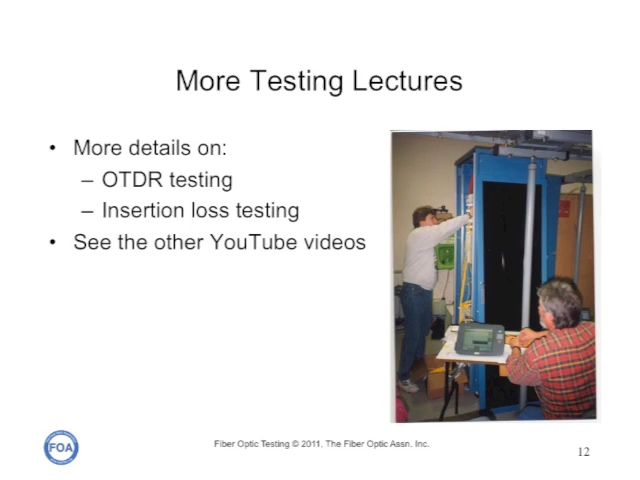 More Testing Lectures
• More details on:
– OTDR testing
– Insertion loss testing
• See the other YouTube videos
FOA
Fiber Optic Testing © 2011, The Fiber Optic Assn. Inc.
12